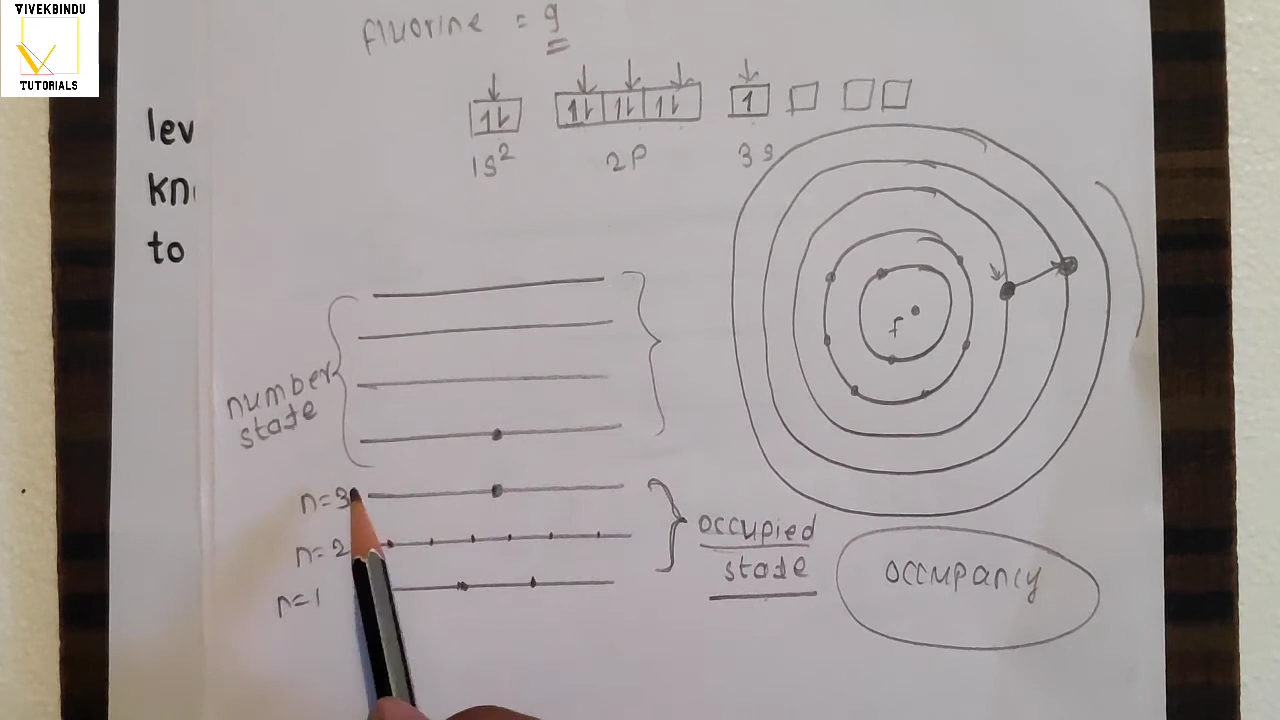 VIVEKBINDU
TUTORIALS
fluorine = 9
lev
kn
to
1s² 2p 3s
f
number
state
n=3
n=2
n=1
occupied
state
occupancy